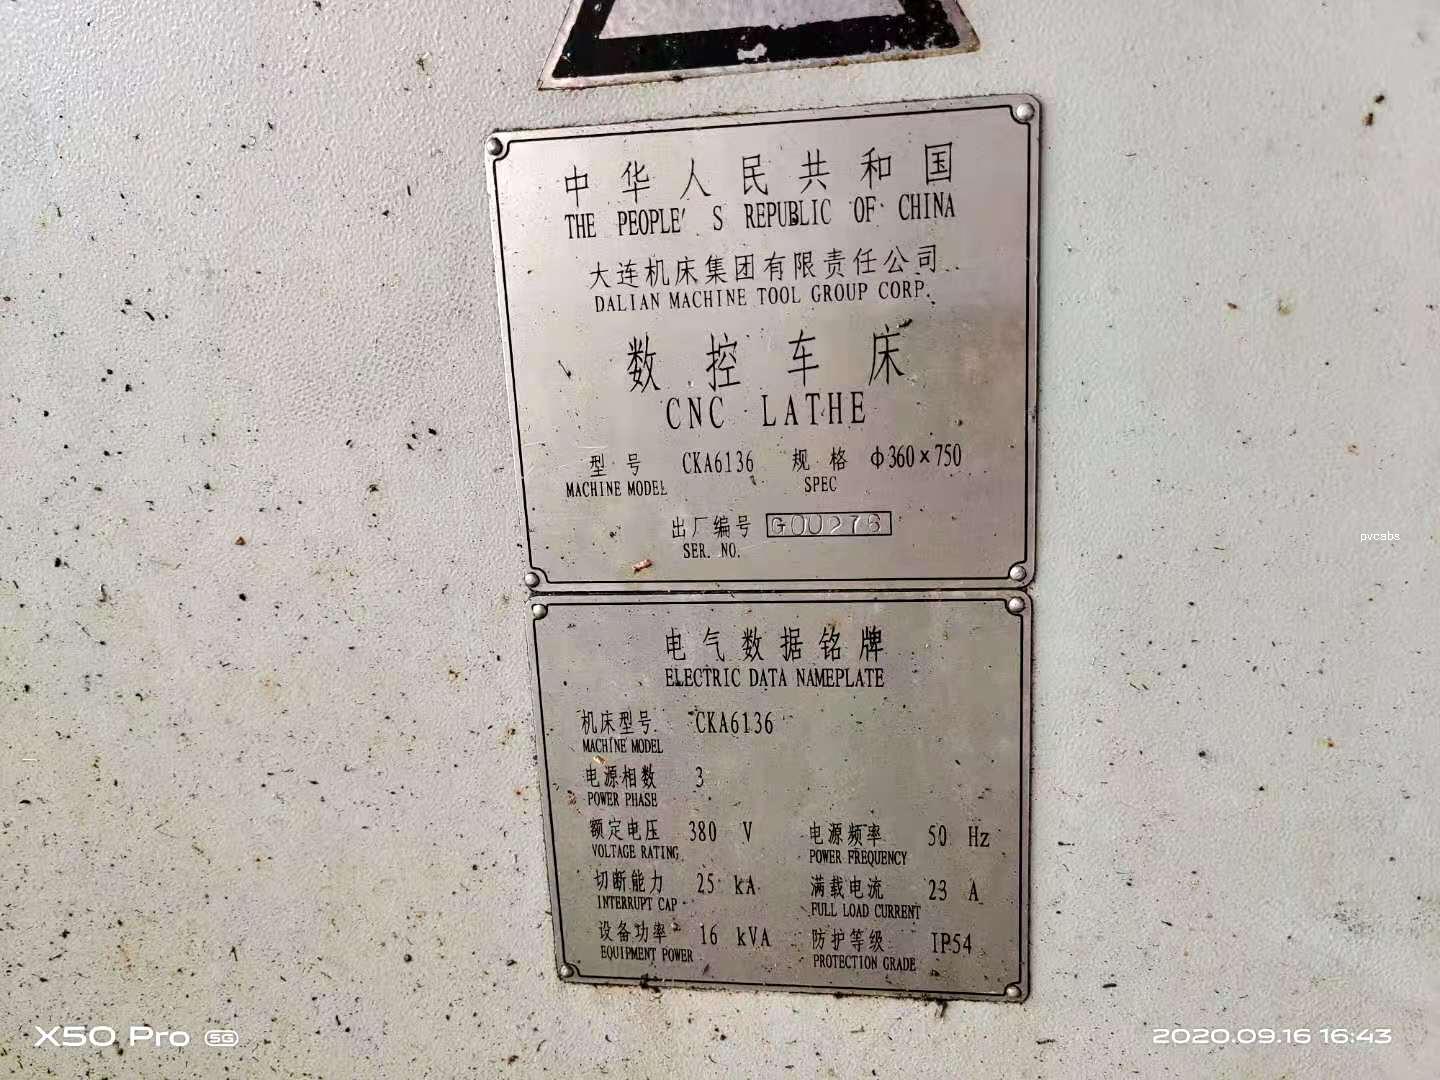 中华人民共和国
THE PEOPLE' S REPUBLIC OF CHINA
大连机床集团有限责任公司
DALIAN MACHINE TOOL GROUP CORP.
数控车床
CNC LATHE
型号 CKA6136 规格 Φ360×750
MACHINE MODEL SPEC
出厂编号 G00276
SER. NO.
电气数据铭牌
ELECTRIC DATA NAMEPLATE
机床型号 CKA6136
MACHINE MODEL
电源相数 3
POWER PHASE
额定电压 380 V 电源频率 50 Hz
VOLTAGE RATING POWER FREQUENCY
切断能力 25 kA 满载电流 23 A
INTERRUPT CAP FULL LOAD CURRENT
设备功率 16 kVA 防护等级 IP54
EQUIPMENT POWER PROTECTION GRADE
pvcabs
X50 Pro 5G
2020.09.16 16:43